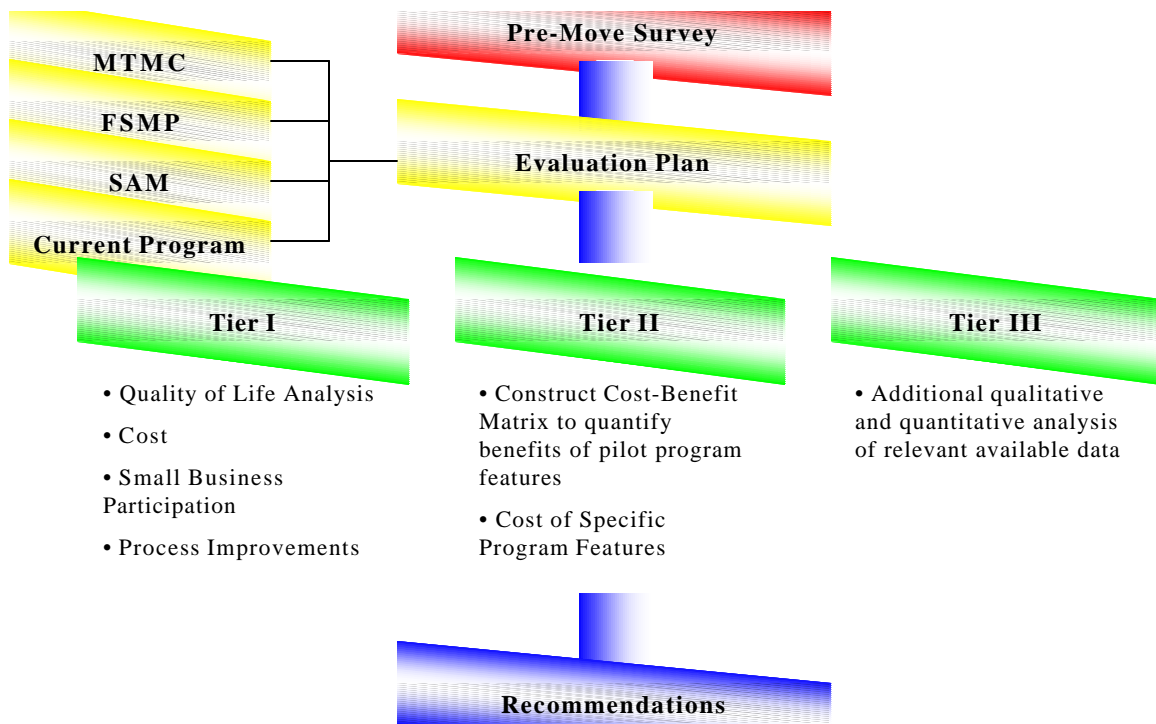 Pre-Move Survey
MTMC
FSMP
SAM
Current Program
Evaluation Plan
Tier I
• Quality of Life Analysis
• Cost
• Small Business
Participation
• Process Improvements
Tier II
• Construct Cost-Benefit
Matrix to quantify
benefits of pilot program
features
• Cost of Specific
Program Features
Tier III
• Additional qualitative
and quantitative analysis
of relevant available data
Recommendations